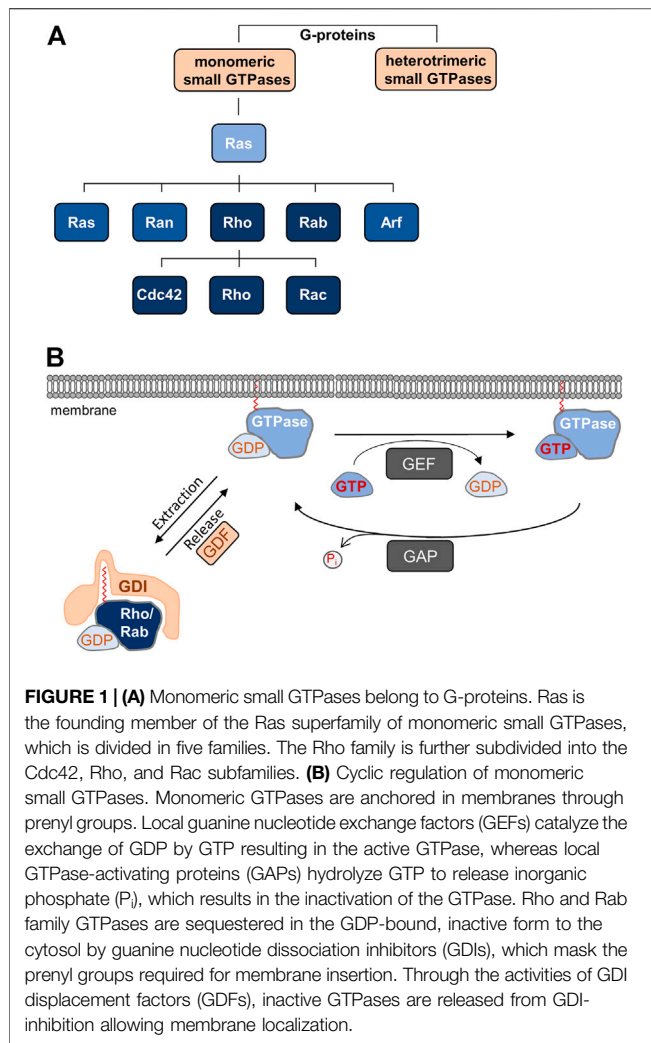 A
G-proteins
monomeric
small GTPases
heterotrimeric
small GTPases
Ras
Ras
Ran
Rho
Rab
Arf
Cdc42
Rho
Rac
B
membrane
GTPase
GDP
GTPase
GTP
GEF
GTP
GDP
Extraction
Release
GDF
Pi
GAP
GDI
Rho/
Rab
GDP
FIGURE 1 | (A) Monomeric small GTPases belong to G-proteins. Ras is
the founding member of the Ras superfamily of monomeric small GTPases,
which is divided in five families. The Rho family is further subdivided into the
Cdc42, Rho, and Rac subfamilies. (B) Cyclic regulation of monomeric
small GTPases. Monomeric GTPases are anchored in membranes through
prenyl groups. Local guanine nucleotide exchange factors (GEFs) catalyze the
exchange of GDP by GTP resulting in the active GTPase, whereas local
GTPase-activating proteins (GAPs) hydrolyze GTP to release inorganic
phosphate (Pi), which results in the inactivation of the GTPase. Rho and Rab
family GTPases are sequestered in the GDP-bound, inactive form to the
cytosol by guanine nucleotide dissociation inhibitors (GDIs), which mask the
prenyl groups required for membrane insertion. Through the activities of GDI
displacement factors (GDFs), inactive GTPases are released from GDI-
inhibition allowing membrane localization.